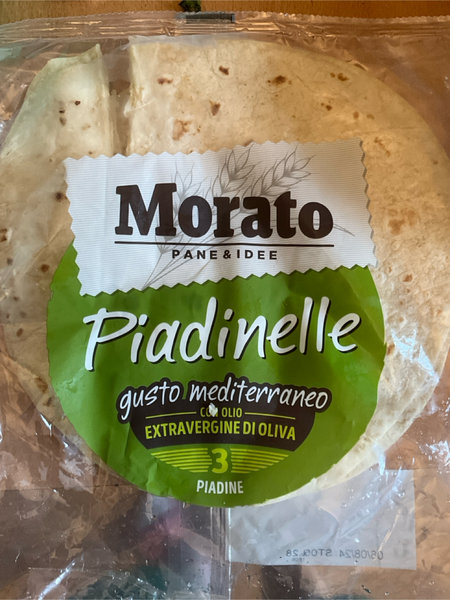 Morato
PANE & IDEE
Piadinelle
gusto mediterraneo
CON OLIO
EXTRAVERGINE DI OLIVA
3
PIADINE